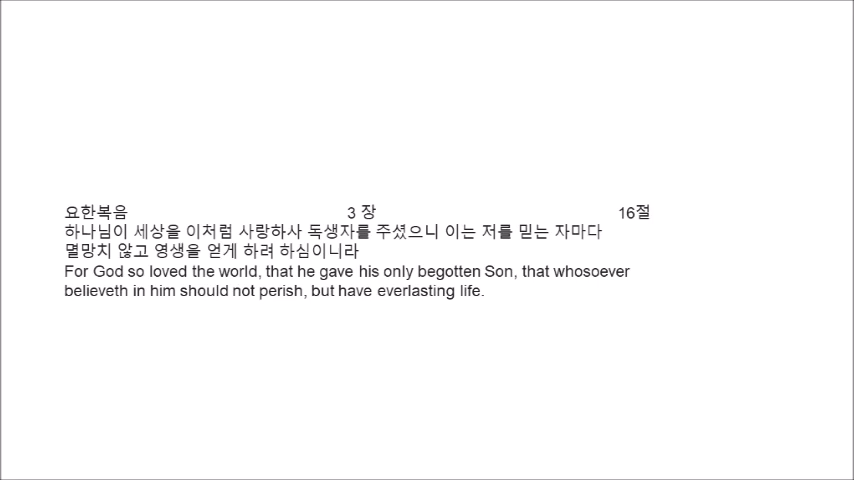 요한복음 3 장 16절
하나님이 세상을 이처럼 사랑하사 독생자를 주셨으니 이는 저를 믿는 자마다
멸망치 않고 영생을 얻게 하려 하심이니라
For God so loved the world, that he gave his only begotten Son, that whosoever
believeth in him should not perish, but have everlasting life.